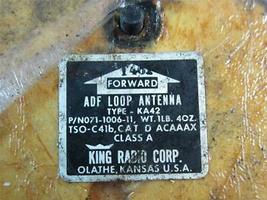 FORWARD
ADF LOOP ANTENNA
TYPE - KA42
P/N071-1006-11, WT. 1LB. 4OZ.
TSO-C41b, CAT D ACAAAX
CLASS A
KING RADIO CORP.
OLATHE, KANSAS U.S.A.